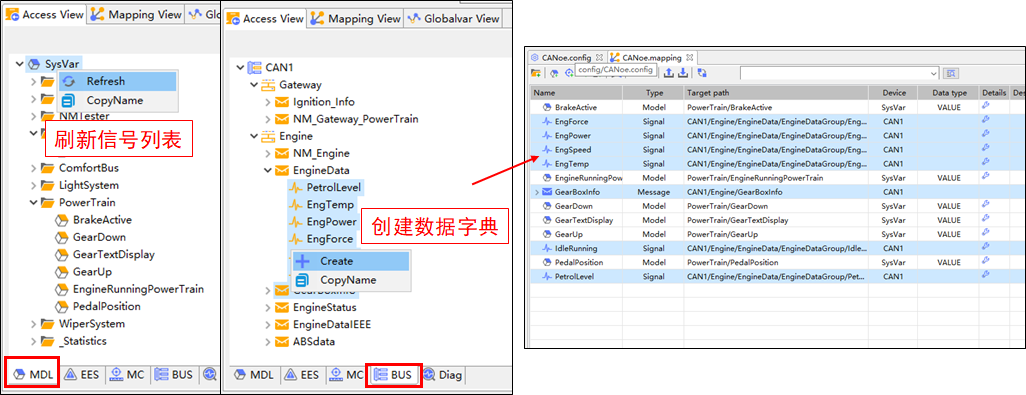 Access View
Mapping View
Glo
SysVar
Refresh
CopyName
NMTester
刷新信号列表
ComfortBus
LightSystem
PowerTrain
BrakeActive
GearDown
GearTextDisplay
GearUp
EngineRunningPowerTrain
PedalPosition
WiperSystem
_Statistics
MDL EES MC BUS
Access View Mapping View Globalvar View
CAN1
Gateway
Ignition_Info
NM_Gateway_PowerTrain
Engine
NM_Engine
EngineData
PetrolLevel
EngTemp
EngPower
EngForce
创建数据字典
Create
CopyName
GearBoxInfo
EngineStatus
EngineDataIEEE
ABSdata
MDL EES MC BUS Diag
CANoe.config CANoe.mapping
config/CANoe.config
Name Type Target path Device Data type Details Des
BrakeActive Model PowerTrain/BrakeActive SysVar VALUE
EngForce Signal CAN1/Engine/EngineData/EngineDataGroup/Eng... CAN1
EngPower Signal CAN1/Engine/EngineData/EngineDataGroup/Eng... CAN1
EngSpeed Signal CAN1/Engine/EngineData/EngineDataGroup/Eng... CAN1
EngTemp Signal CAN1/Engine/EngineData/EngineDataGroup/Eng... CAN1
EngineRunningPow Model PowerTrain/EngineRunningPowerTrain SysVar VALUE
GearBoxInfo Message CAN1/Engine/GearBoxInfo CAN1
GearDown Model PowerTrain/GearDown SysVar VALUE
GearTextDisplay Model PowerTrain/GearTextDisplay SysVar VALUE
GearUp Model PowerTrain/GearUp SysVar VALUE
IdleRunning Signal CAN1/Engine/EngineData/EngineDataGroup/Idle... CAN1
PedalPosition Model PowerTrain/PedalPosition SysVar VALUE
PetrolLevel Signal CAN1/Engine/EngineData/EngineDataGroup/Pet... CAN1